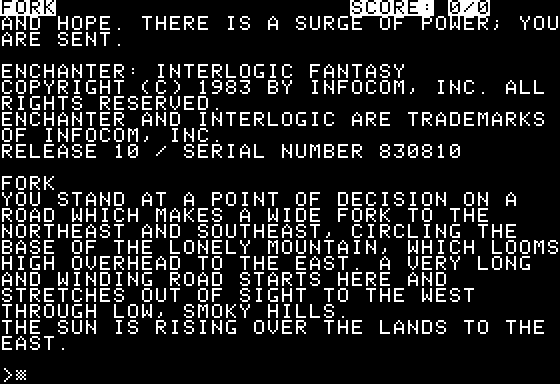 FORK SCORE: 0/0
AND HOPE. THERE IS A SURGE OF POWER; YOU
ARE SENT.
ENCHANTER: INTERLOGIC FANTASY
COPYRIGHT (C) 1983 BY INFOCOM, INC. ALL
RIGHTS RESERVED.
ENCHANTER AND INTERLOGIC ARE TRADEMARKS
OF INFOCOM, INC.
RELEASE 10 / SERIAL NUMBER 830810
FORK
YOU STAND AT A POINT OF DECISION ON A
ROAD WHICH MAKES A WIDE FORK TO THE
NORTHEAST AND SOUTHEAST, CIRCLING THE
BASE OF THE LONELY MOUNTAIN, WHICH LOOMS
HIGH OVERHEAD TO THE EAST. A VERY LONG
AND WINDING ROAD STARTS HERE AND
STRETCHES OUT OF SIGHT TO THE WEST
THROUGH LOW, SMOKY HILLS.
THE SUN IS RISING OVER THE LANDS TO THE
EAST.
>